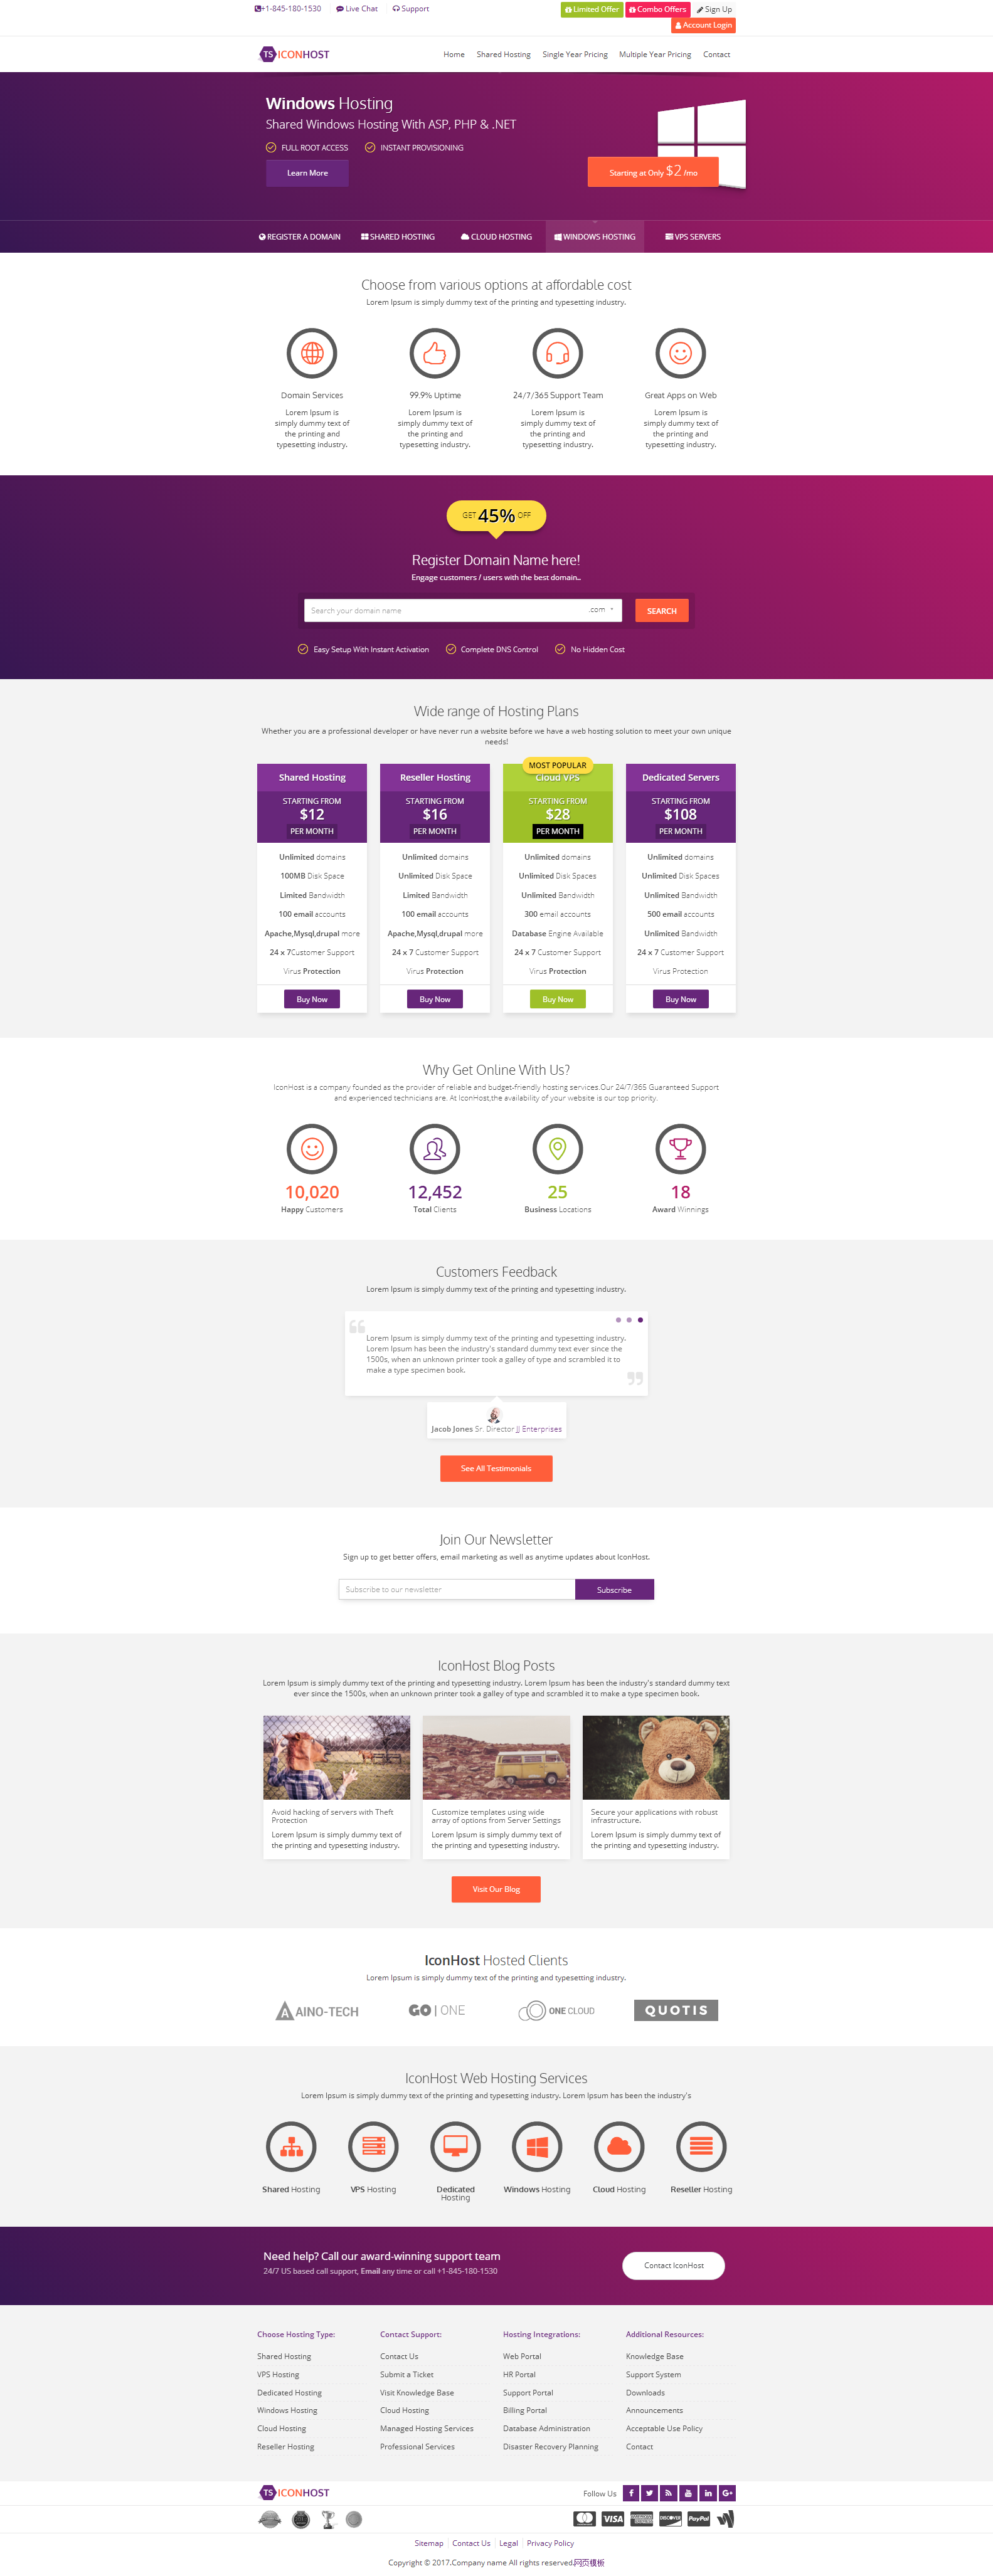 +1-845-180-1530 Live Chat Support
Limited Offer Combo Offers Sign Up
Account Login
TS ICONHOST
Home Shared Hosting Single Year Pricing Multiple Year Pricing Contact
Windows Hosting
Shared Windows Hosting With ASP, PHP & .NET
FULL ROOT ACCESS INSTANT PROVISIONING
Learn More
Starting at Only $2 /mo
REGISTER A DOMAIN SHARED HOSTING CLOUD HOSTING WINDOWS HOSTING VPS SERVERS
Choose from various options at affordable cost
Lorem Ipsum is simply dummy text of the printing and typesetting industry.
Domain Services
Lorem Ipsum is
simply dummy text of
the printing and
typesetting industry.
99.9% Uptime
Lorem Ipsum is
simply dummy text of
the printing and
typesetting industry.
24/7/365 Support Team
Lorem Ipsum is
simply dummy text of
the printing and
typesetting industry.
Great Apps on Web
Lorem Ipsum is
simply dummy text of
the printing and
typesetting industry.
GET 45% OFF
Register Domain Name here!
Engage customers / users with the best domain..
Search your domain name .com
SEARCH
Easy Setup With Instant Activation Complete DNS Control No Hidden Cost
Wide range of Hosting Plans
Whether you are a professional developer or have never run a website before we have a web hosting solution to meet your own unique
needs!
Shared Hosting
STARTING FROM
$12
PER MONTH
Unlimited domains
100MB Disk Space
Limited Bandwidth
100 email accounts
Apache,Mysql,drupal more
24 x 7Customer Support
Virus Protection
Buy Now
Reseller Hosting
STARTING FROM
$16
PER MONTH
Unlimited domains
Unlimited Disk Space
Limited Bandwidth
100 email accounts
Apache,Mysql,drupal more
24 x 7 Customer Support
Virus Protection
Buy Now
MOST POPULAR
Cloud VPS
STARTING FROM
$28
PER MONTH
Unlimited domains
Unlimited Disk Spaces
Unlimited Bandwidth
300 email accounts
Database Engine Available
24 x 7 Customer Support
Virus Protection
Buy Now
Dedicated Servers
STARTING FROM
$108
PER MONTH
Unlimited domains
Unlimited Disk Spaces
Unlimited Bandwidth
500 email accounts
Unlimited Bandwidth
24 x 7 Customer Support
Virus Protection
Buy Now
Why Get Online With Us?
IconHost is a company founded as the provider of reliable and budget-friendly hosting services.Our 24/7/365 Guaranteed Support
and experienced technicians are. At IconHost,the availability of your website is our top priority.
10,020
Happy Customers
12,452
Total Clients
25
Business Locations
18
Award Winnings
Customers Feedback
Lorem Ipsum is simply dummy text of the printing and typesetting industry.
Lorem Ipsum is simply dummy text of the printing and typesetting industry.
Lorem Ipsum has been the industry's standard dummy text ever since the
1500s, when an unknown printer took a galley of type and scrambled it to
make a type specimen book.
Jacob Jones Sr. Director JJ Enterprises
See All Testimonials
Join Our Newsletter
Sign up to get better offers, email marketing as well as anytime updates about IconHost.
Subscribe to our newsletter
Subscribe
IconHost Blog Posts
Lorem Ipsum is simply dummy text of the printing and typesetting industry. Lorem Ipsum has been the industry's standard dummy text
ever since the 1500s, when an unknown printer took a galley of type and scrambled it to make a type specimen book.
Avoid hacking of servers with Theft
Protection
Lorem Ipsum is simply dummy text of
the printing and typesetting industry.
Customize templates using wide
array of options from Server Settings
Lorem Ipsum is simply dummy text of
the printing and typesetting industry.
Secure your applications with robust
infrastructure.
Lorem Ipsum is simply dummy text of
the printing and typesetting industry.
Visit Our Blog
IconHost Hosted Clients
Lorem Ipsum is simply dummy text of the printing and typesetting industry.
AINO-TECH
GO | ONE
ONE CLOUD
QUOTIS
IconHost Web Hosting Services
Lorem Ipsum is simply dummy text of the printing and typesetting industry. Lorem Ipsum has been the industry's
Shared Hosting
VPS Hosting
Dedicated
Hosting
Windows Hosting
Cloud Hosting
Reseller Hosting
Need help? Call our award-winning support team
24/7 US based call support, Email any time or call +1-845-180-1530
Contact IconHost
Choose Hosting Type:
Shared Hosting
VPS Hosting
Dedicated Hosting
Windows Hosting
Cloud Hosting
Reseller Hosting
Contact Support:
Contact Us
Submit a Ticket
Visit Knowledge Base
Cloud Hosting
Managed Hosting Services
Professional Services
Hosting Integrations:
Web Portal
HR Portal
Support Portal
Billing Portal
Database Administration
Disaster Recovery Planning
Additional Resources:
Knowledge Base
Support System
Downloads
Announcements
Acceptable Use Policy
Contact
TS ICONHOST
Follow Us
VISA DISCOVER PayPal
Sitemap Contact Us Legal Privacy Policy
Copyright © 2017.Company name All rights reserved.网页模板